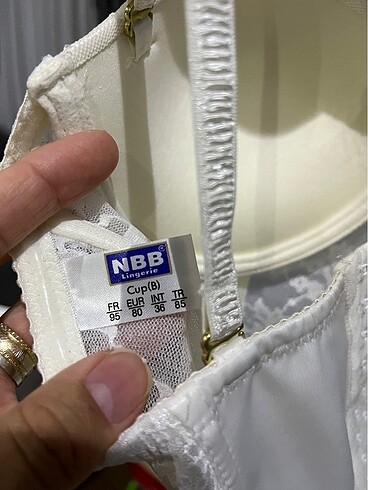 NBB
Lingerie
Cup(B)
FR EUR INT TR
95 80 36 85